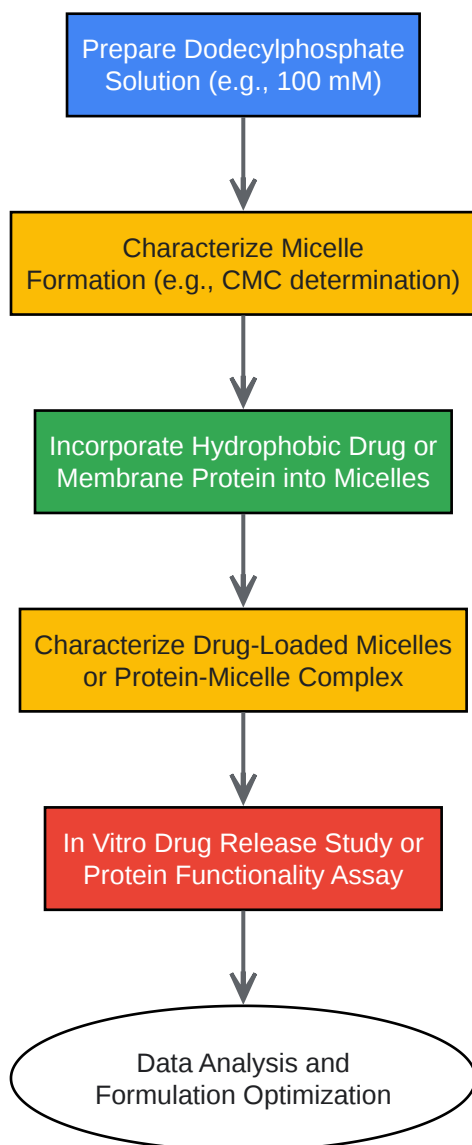 Prepare Dodecylphosphate
Solution (e.g., 100 mM)
Characterize Micelle
Formation (e.g., CMC determination)
Incorporate Hydrophobic Drug or
Membrane Protein into Micelles
Characterize Drug-Loaded Micelles
or Protein-Micelle Complex
In Vitro Drug Release Study or
Protein Functionality Assay
Data Analysis and
Formulation Optimization